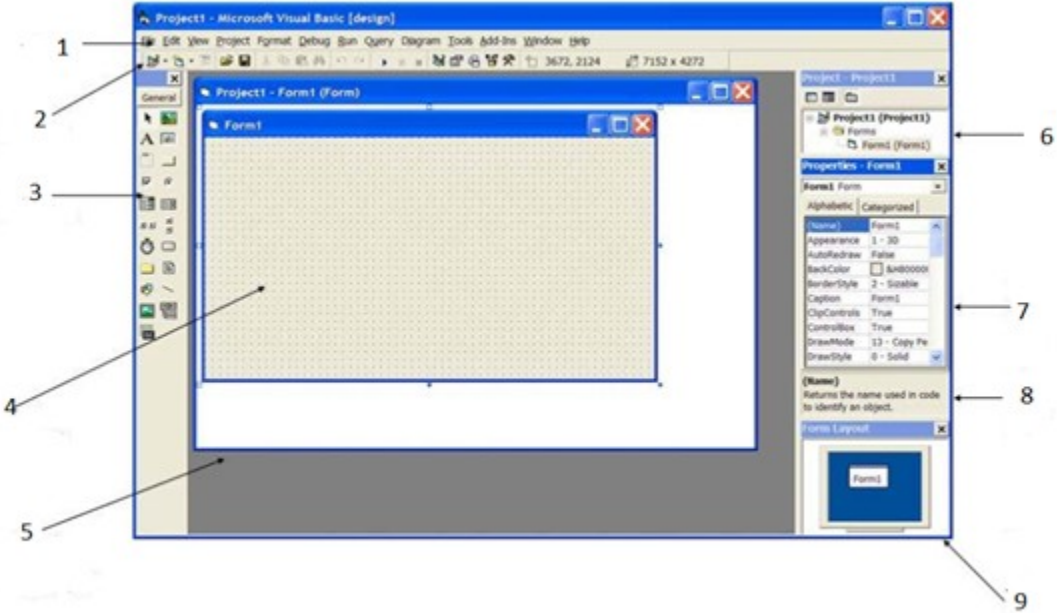 Project1 - Microsoft Visual Basic [design]
1
File Edit View Project Format Debug Run Query Diagram Tools Add-Ins Window Help
2
3672, 2124 7152 x 4272
General
3
A
Project1 - Form1 (Form)
Form1
4
5
Project - Project1
Project1 (Project1)
Forms
Form1 (Form1)
6
Properties - Form1
Form1 Form
Alphabetic Categorized
(Name) Form1
Appearance 1 - 3D
AutoRedraw False
BackColor &H800000
BorderStyle 2 - Sizable
Caption Form1
ClipControls True
ControlBox True
DrawMode 13 - Copy Pe
DrawStyle 0 - Solid
7
(Name)
Returns the name used in code
to identify an object.
8
Form Layout
Form1
9